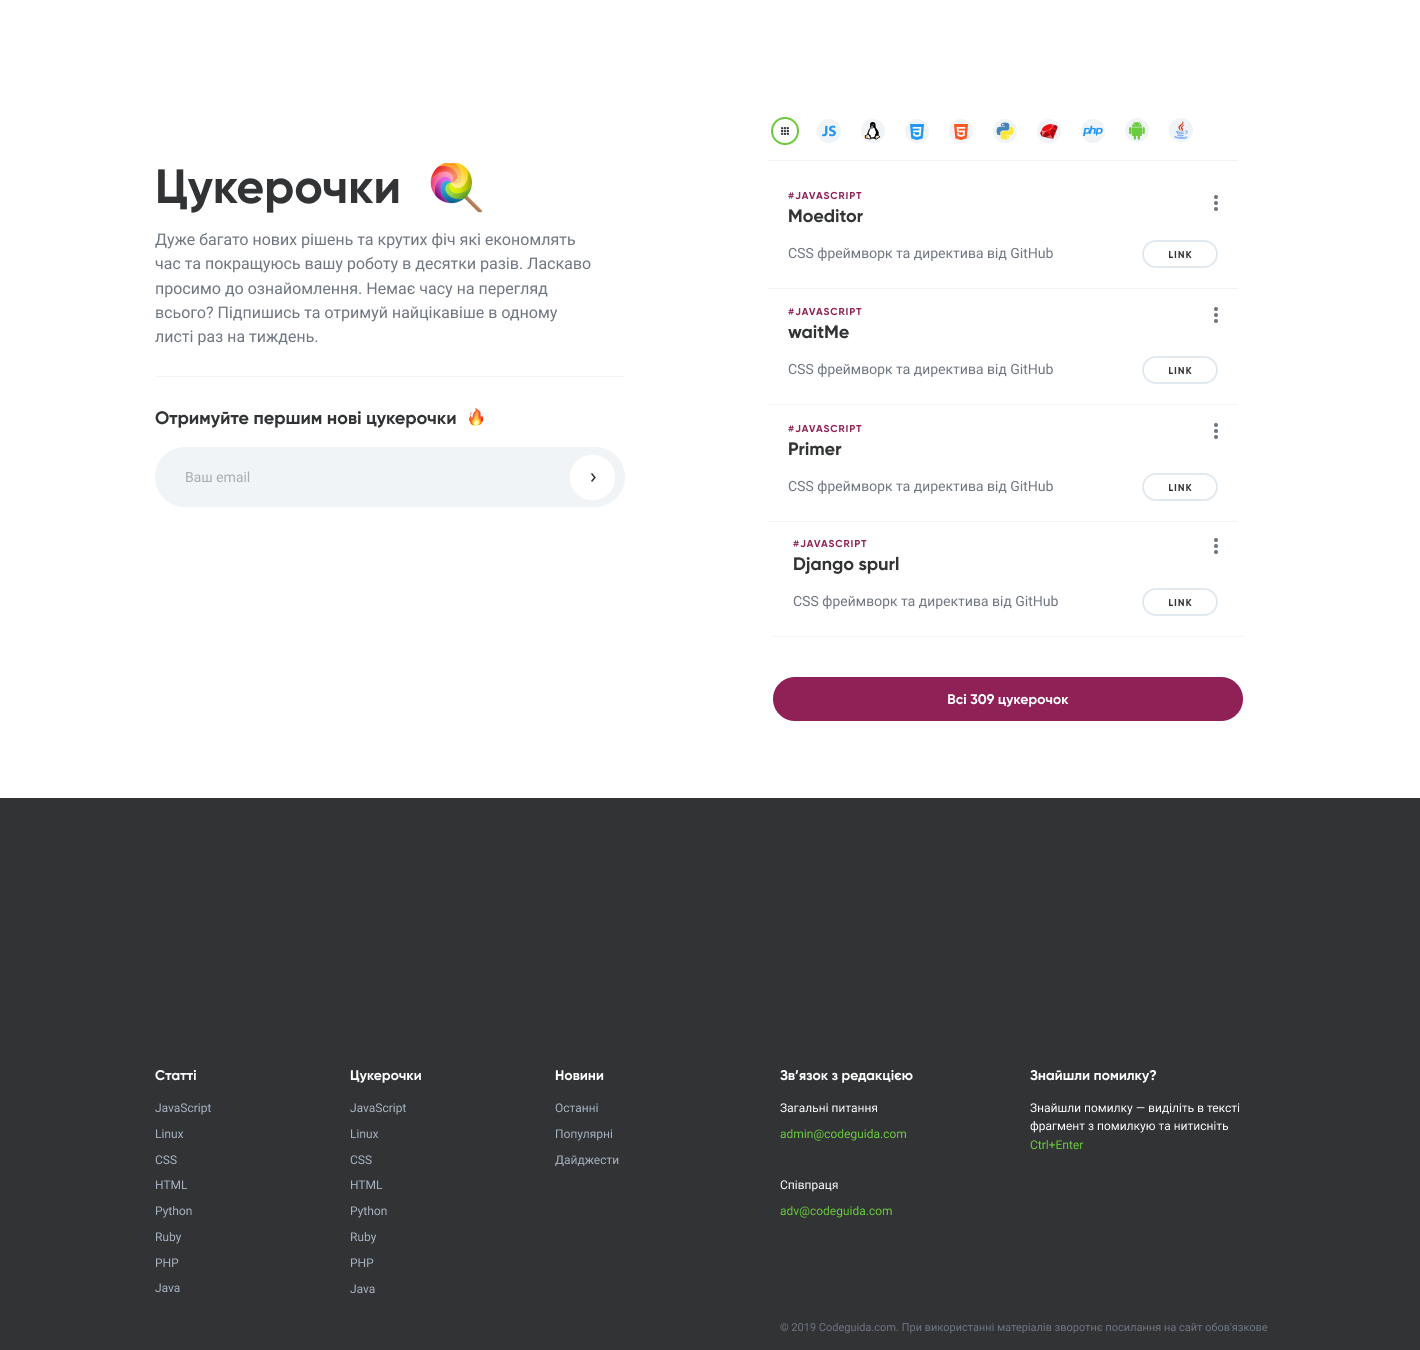 Цукерочки
Дуже багато нових рішень та крутих фіч які економлять
час та покращуюсь вашу роботу в десятки разів. Ласкаво
просимо до ознайомлення. Немає часу на перегляд
всього? Підпишись та отримуй найцікавіше в одному
листі раз на тиждень.
Отримуйте першим нові цукерочки
Ваш email
JS
php
#JAVASCRIPT
Moeditor
CSS фреймворк та директива від GitHub
LINK
#JAVASCRIPT
waitMe
CSS фреймворк та директива від GitHub
LINK
#JAVASCRIPT
Primer
CSS фреймворк та директива від GitHub
LINK
#JAVASCRIPT
Django spurl
CSS фреймворк та директива від GitHub
LINK
Всі 309 цукерочок
Статті
JavaScript
Linux
CSS
HTML
Python
Ruby
PHP
Java
Цукерочки
JavaScript
Linux
CSS
HTML
Python
Ruby
PHP
Java
Новини
Останні
Популярні
Дайджести
Зв’язок з редакцією
Загальні питання
admin@codeguida.com
Співпраця
adv@codeguida.com
Знайшли помилку?
Знайшли помилку — виділіть в тексті
фрагмент з помилкую та нитисніть
Ctrl+Enter
© 2019 Codeguida.com. При використанні матеріалів зворотнє посилання на сайт обов'язкове